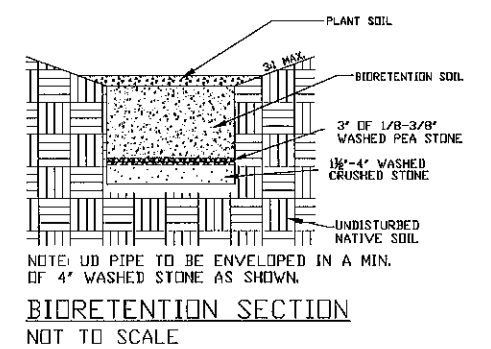 PLANT SOIL
3:1 MAX.
BIORETENTION SOIL
3" OF 1/8-3/8"
WASHED PEA STONE
1½"-4" WASHED
CRUSHED STONE
UNDISTURBED
NATIVE SOIL
NOTE: UD PIPE TO BE ENVELOPED IN A MIN.
OF 4" WASHED STONE AS SHOWN.
BIORETENTION SECTION
NOT TO SCALE